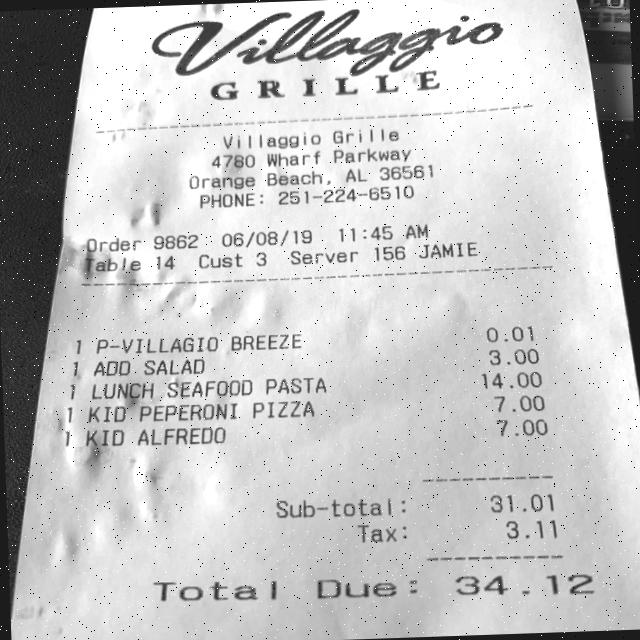 Villaggio
GRILLE
Villaggio Grille
4780 Wharf Parkway
Orange Beach, AL 36561
PHONE: 251-224-6510
Order 9862 06/08/19 11:45 AM
Table 14 Cust 3 Server 156 JAMIE
1 P-VILLAGIO BREEZE 0.01
1 ADD SALAD 3.00
1 LUNCH SEAFOOD PASTA 14.00
1 KID PEPERONI PIZZA 7.00
1 KID ALFREDO 7.00
Sub-total: 31.01
Tax: 3.11
Total Due: 34.12